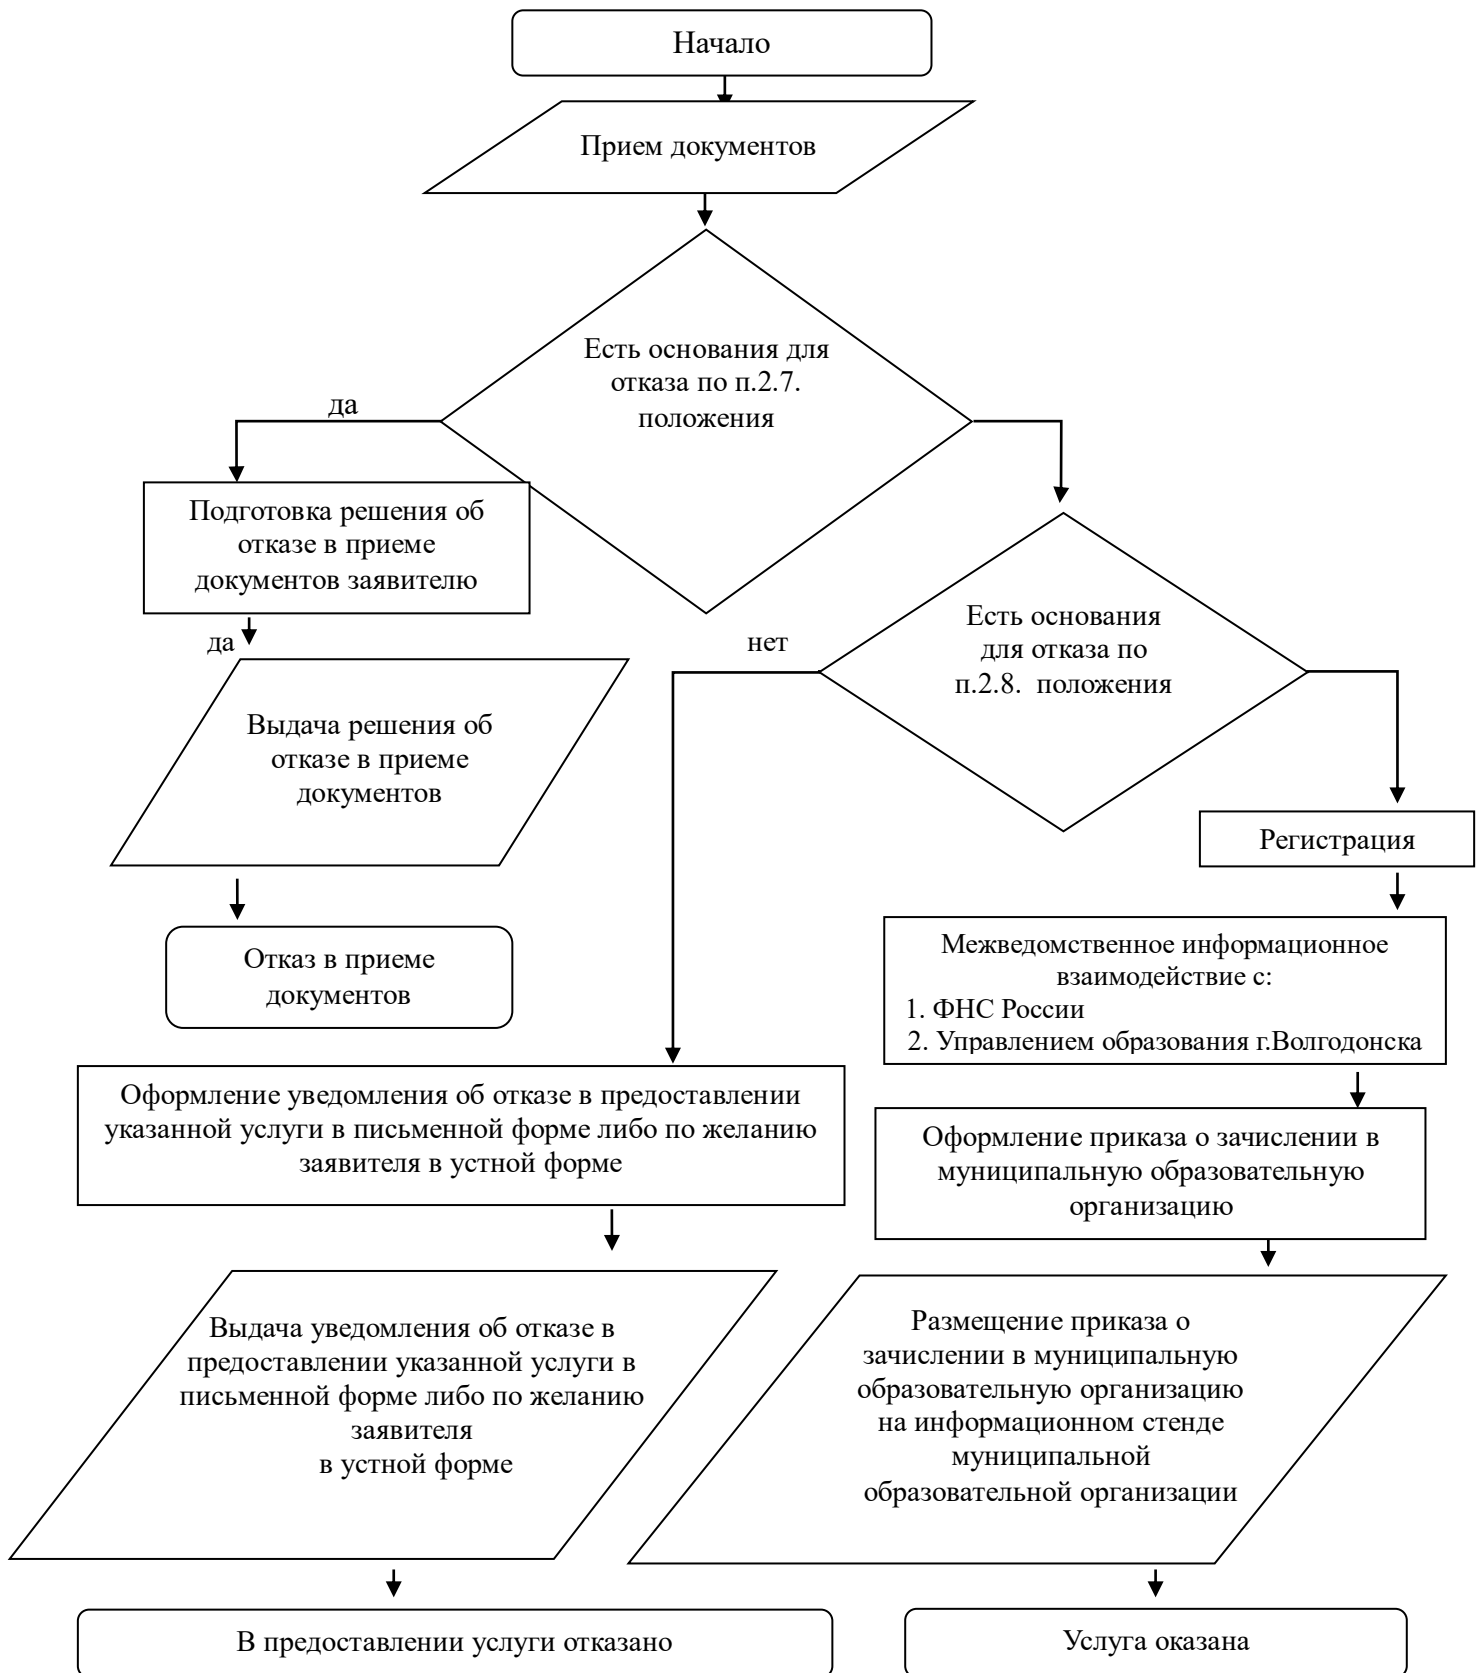 Начало
Прием документов
Есть основания для
отказа по п.2.7.
положения
да
Подготовка решения об
отказе в приеме
документов заявителю
да
Есть основания
для отказа по
п.2.8. положения
нет
Выдача решения об
отказе в приеме
документов
Регистрация
Отказ в приеме
документов
Межведомственное информационное
взаимодействие с:
1. ФНС России
2. Управлением образования г.Волгодонска
Оформление уведомления об отказе в предоставлении
указанной услуги в письменной форме либо по желанию
заявителя в устной форме
Оформление приказа о зачислении в
муниципальную образовательную
организацию
Выдача уведомления об отказе в
предоставлении указанной услуги в
письменной форме либо по желанию
заявителя
в устной форме
Размещение приказа о
зачислении в муниципальную
образовательную организацию
на информационном стенде
муниципальной
образовательной организации
В предоставлении услуги отказано
Услуга оказана